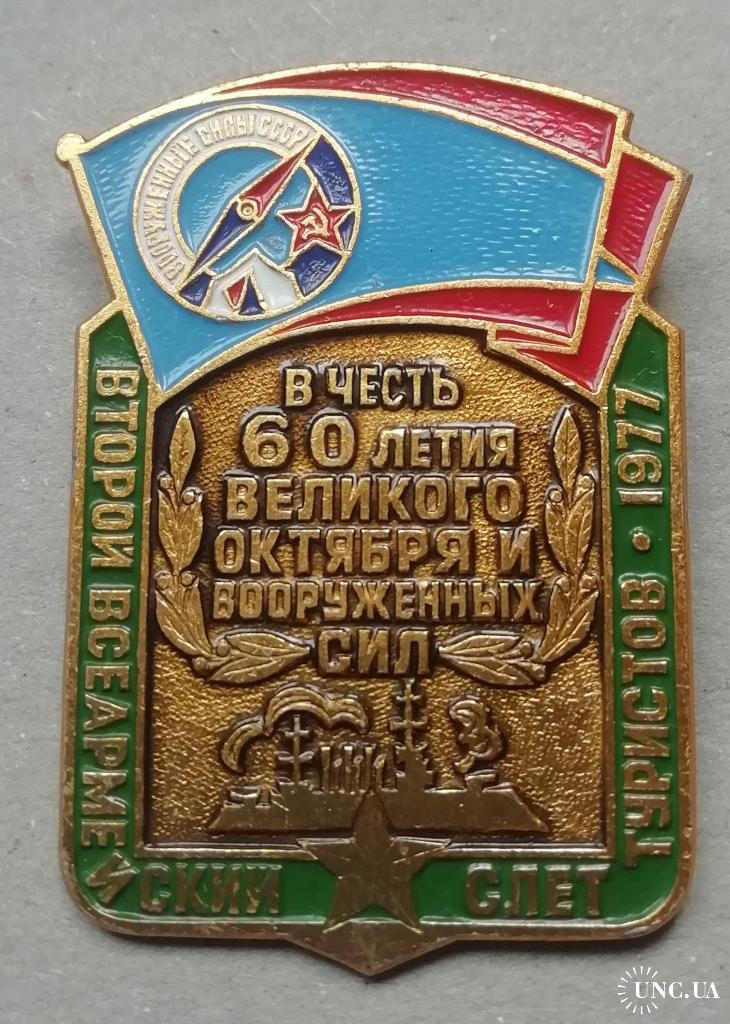 ВООРУЖЕННЫЕ СИЛЫ СССР
В ЧЕСТЬ
60 ЛЕТИЯ
ВЕЛИКОГО
ОКТЯБРЯ И
ВООРУЖЕННЫХ
СИЛ
ВТОРОЙ ВСЕАРМЕЙСКИЙ СЛЕТ ТУРИСТОВ • 1977
UNC.UA